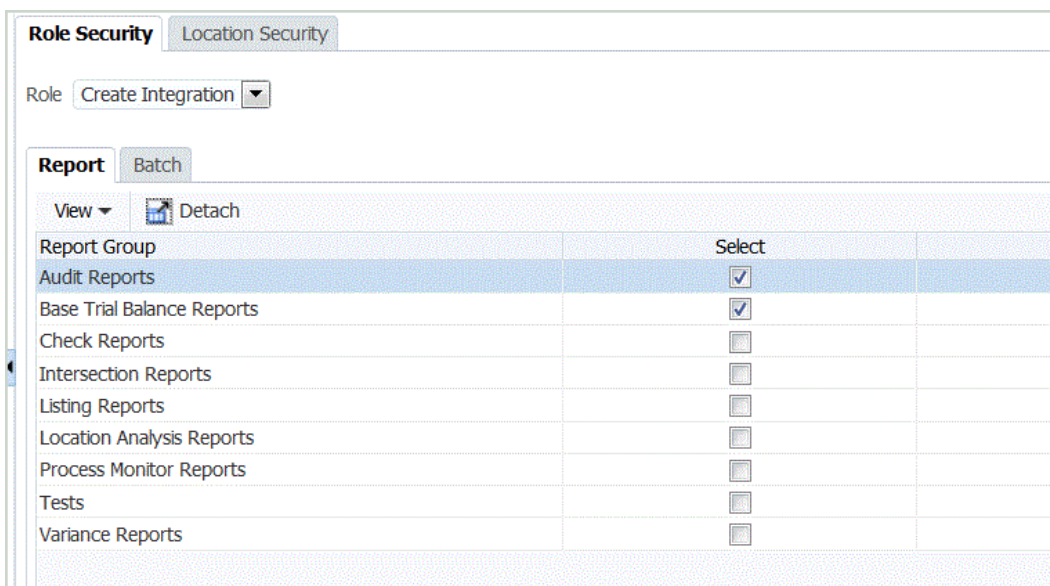 Role Security Location Security
Role Create Integration
Report Batch
View Detach
Report Group Select
Audit Reports
Base Trial Balance Reports
Check Reports
Intersection Reports
Listing Reports
Location Analysis Reports
Process Monitor Reports
Tests
Variance Reports